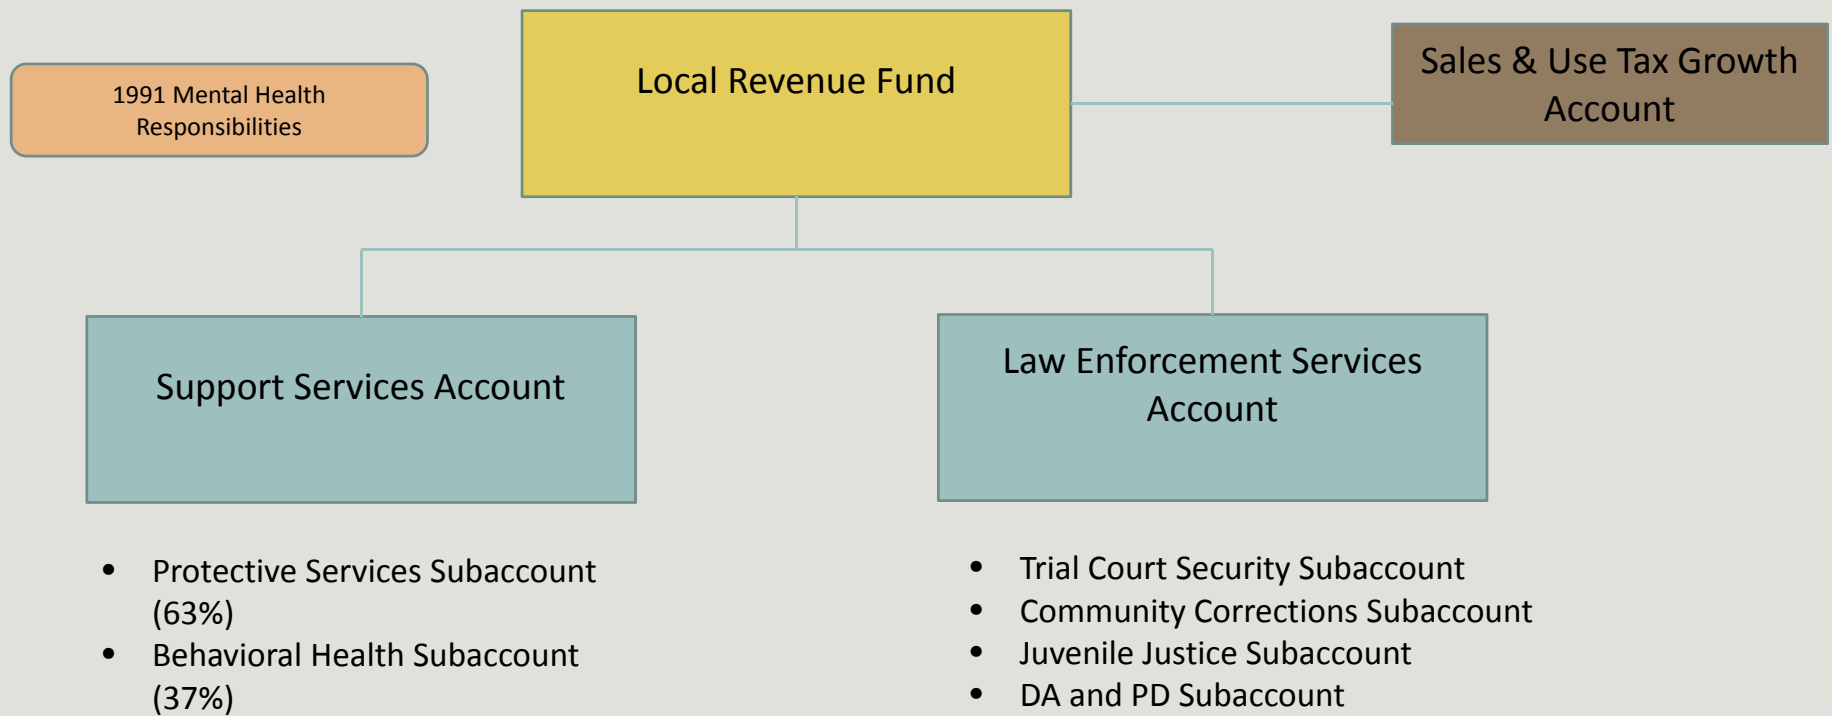 1991 Mental Health
Responsibilities
Local Revenue Fund
Sales & Use Tax Growth
Account
Support Services Account
Law Enforcement Services
Account
• Protective Services Subaccount
(63%)
• Behavioral Health Subaccount
(37%)
• Trial Court Security Subaccount
• Community Corrections Subaccount
• Juvenile Justice Subaccount
• DA and PD Subaccount